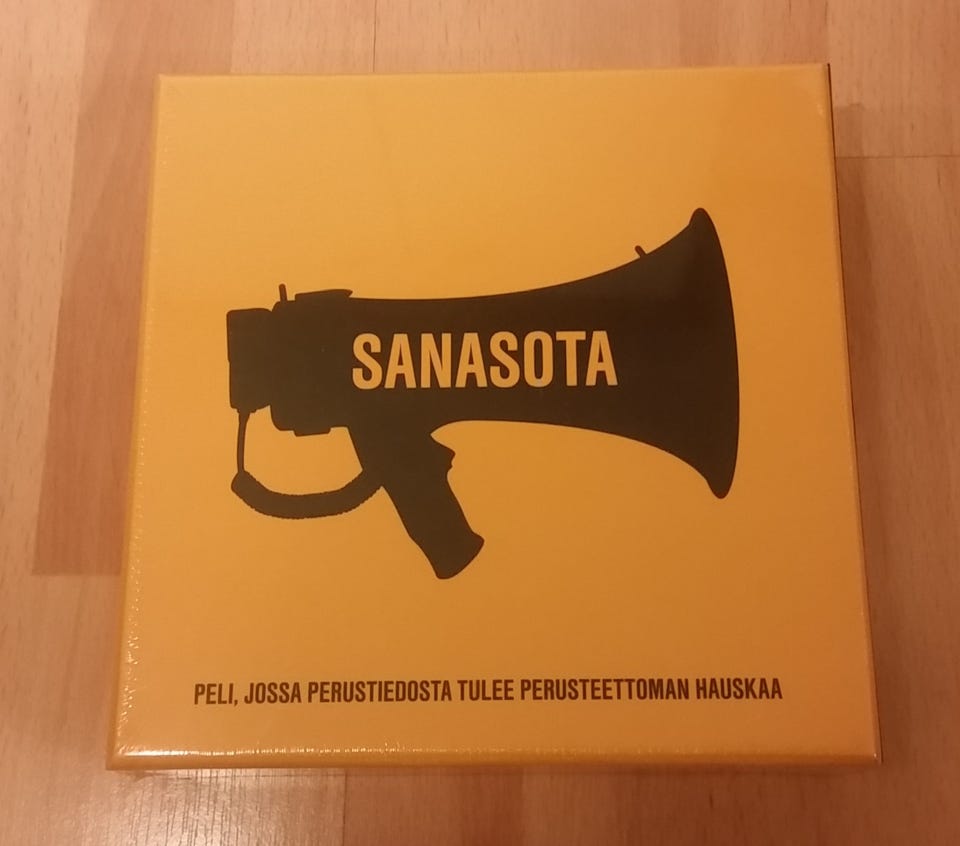 SANASOTA
PELI, JOSSA PERUSTIEDOSTA TULEE PERUSTEETTOMAN HAUSKAA